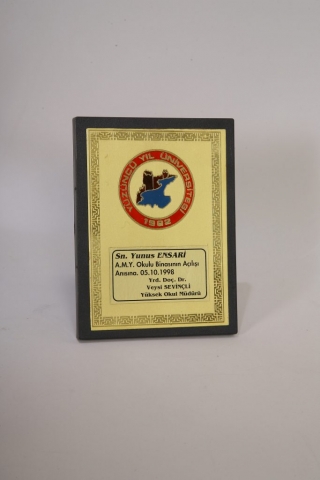 YÜZÜNCÜ YIL ÜNİVERSİTESİ
1982
Sn. Yunus ENSARİ
A.M.Y. Okulu Binasının Açılışı
Anısına. 05.10.1998
Yrd. Doç. Dr.
Veysi SEVİNÇLİ
Yüksek Okul Müdürü